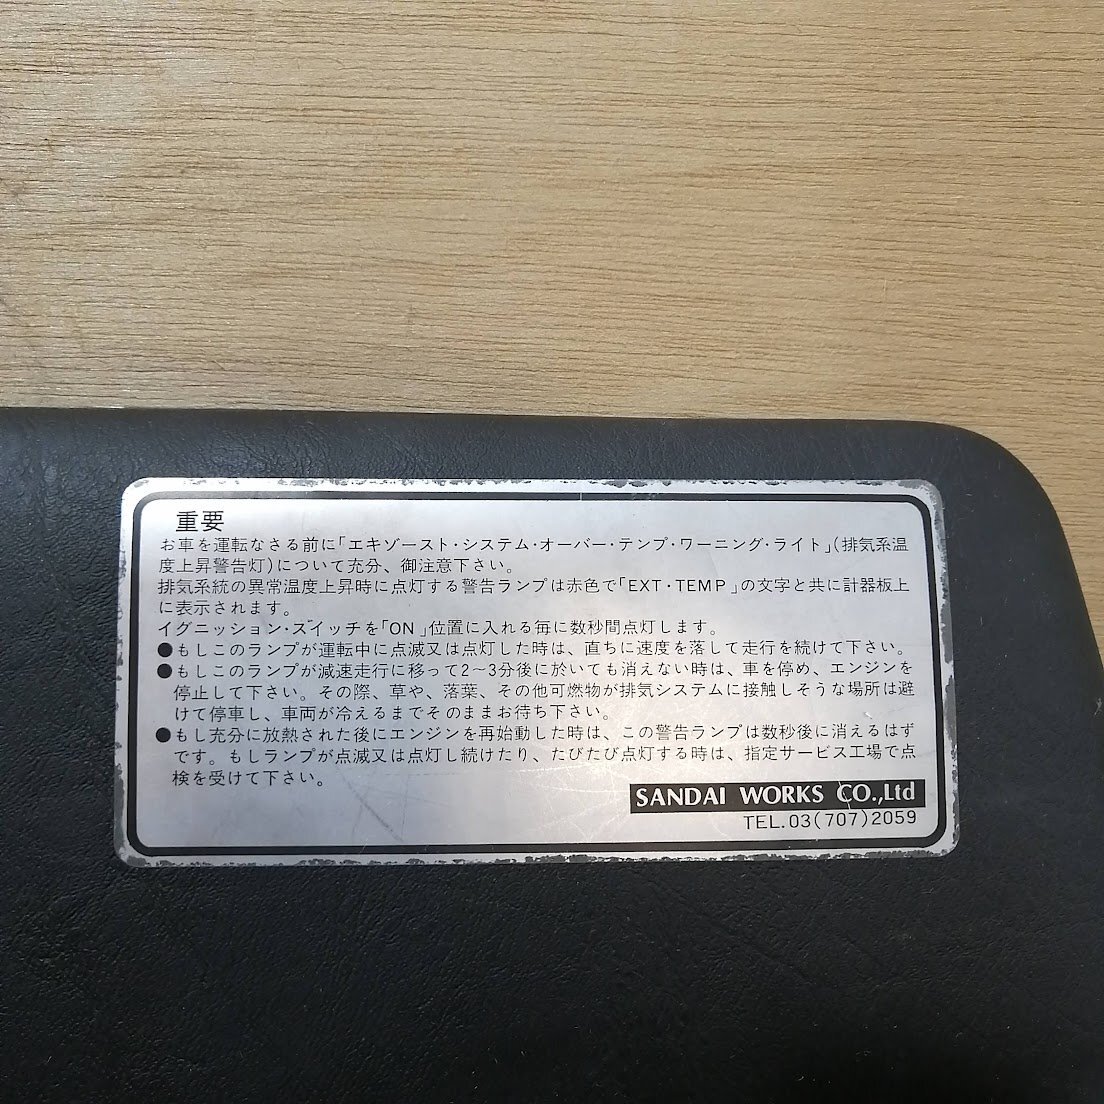 重要
お車を運転なさる前に「エキゾースト・システム・オーバー・テンプ・ワーニング・ライト」(排気系温
度上昇警告灯)について充分、御注意下さい。
排気系統の異常温度上昇時に点灯する警告ランプは赤色で「EXT・TEMP」の文字と共に計器板上
に表示されます。
イグニッション・スイッチを「ON」位置に入れる毎に数秒間点灯します。
●もしこのランプが運転中に点滅又は点灯した時は、直ちに速度を落して走行を続けて下さい。
●もしこのランプが減速走行に移って2〜3分後に於いても消えない時は、車を停め、エンジンを
停止して下さい。その際、草や、落葉、その他可燃物が排気システムに接触しそうな場所は避
けて停車し、車両が冷えるまでそのままお待ち下さい。
●もし充分に放熱された後にエンジンを再始動した時は、この警告ランプは数秒後に消えるはず
です。もしランプが点滅又は点灯し続けたり、たびたび点灯する時は、指定サービス工場で点
検を受けて下さい。
SANDAI WORKS CO.,Ltd
TEL.03(707)2059